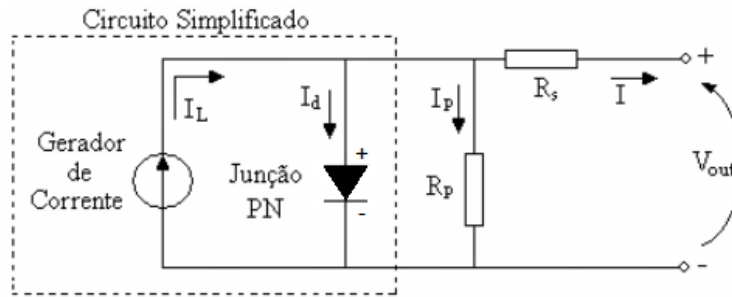 Circuito Simplificado
I_L
I_d
I_p
R_s
I
+
Gerador
de
Corrente
Junção
PN
+
-
R_p
V_out
-